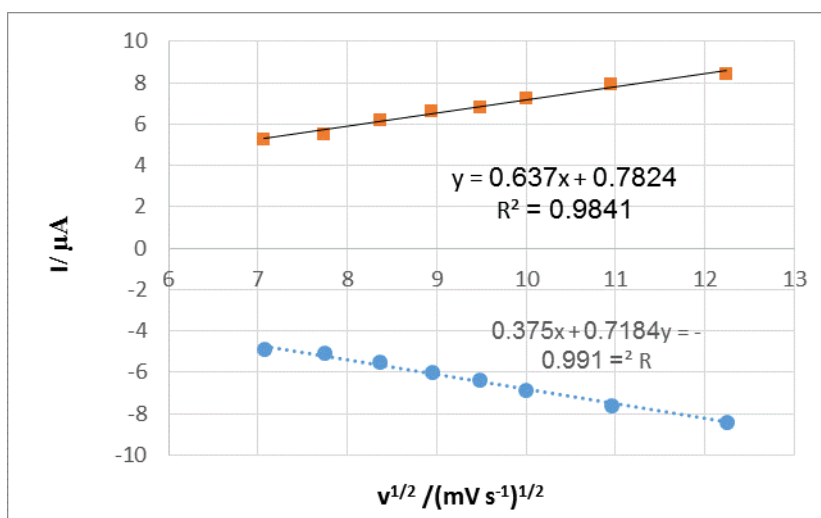 10
8
6
4
2
0
-2
-4
-6
-8
-10
6 7 8 9 10 11 12 13
I/ µA
y = 0.637x + 0.7824
R² = 0.9841
0.375x + 0.7184y = -
0.991 =² R
v¹/² /(mV s⁻¹)¹/²